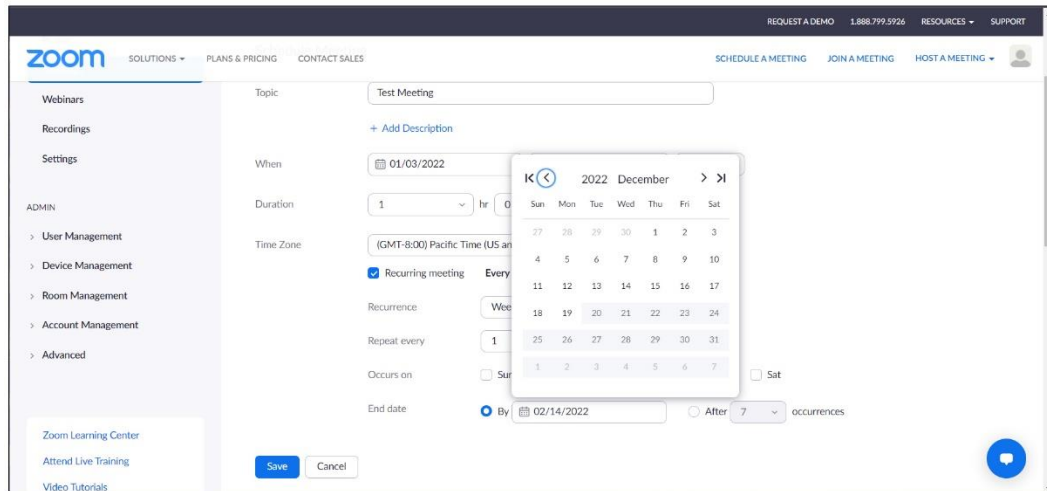 REQUEST A DEMO 1.888.799.5926 RESOURCES SUPPORT
zoom SOLUTIONS PLANS & PRICING CONTACT SALES SCHEDULE A MEETING JOIN A MEETING HOST A MEETING
Webinars
Recordings
Settings
ADMIN
User Management
Device Management
Room Management
Account Management
Advanced
Zoom Learning Center
Attend Live Training
Video Tutorials
Topic Test Meeting
+ Add Description
When 01/03/2022
Duration 1 hr 0
Time Zone (GMT-8:00) Pacific Time (US an
Recurring meeting Every
Recurrence Wee
Repeat every 1
Occurs on Sun Sat
End date By 02/14/2022 After 7 occurrences
Save Cancel
2022 December
Sun Mon Tue Wed Thu Fri Sat
27 28 29 30 1 2 3
4 5 6 7 8 9 10
11 12 13 14 15 16 17
18 19 20 21 22 23 24
25 26 27 28 29 30 31
1 2 3 4 5 6 7